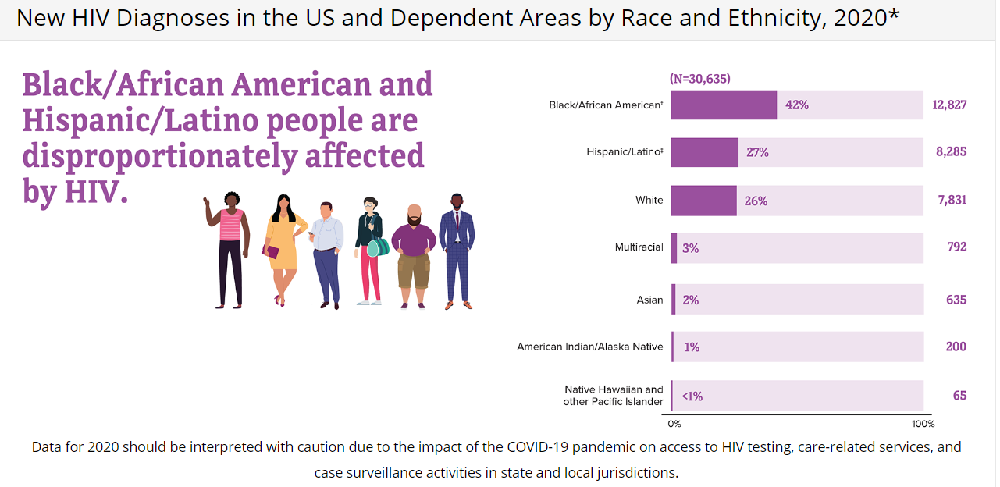 New HIV Diagnoses in the US and Dependent Areas by Race and Ethnicity, 2020*
Black/African American and
Hispanic/Latino people are
disproportionately affected
by HIV.
(N=30,635)
Black/African American† 42% 12,827
Hispanic/Latino‡ 27% 8,285
White 26% 7,831
Multiracial 3% 792
Asian 2% 635
American Indian/Alaska Native 1% 200
Native Hawaiian and
other Pacific Islander <1% 65
0% 100%
Data for 2020 should be interpreted with caution due to the impact of the COVID-19 pandemic on access to HIV testing, care-related services, and
case surveillance activities in state and local jurisdictions.